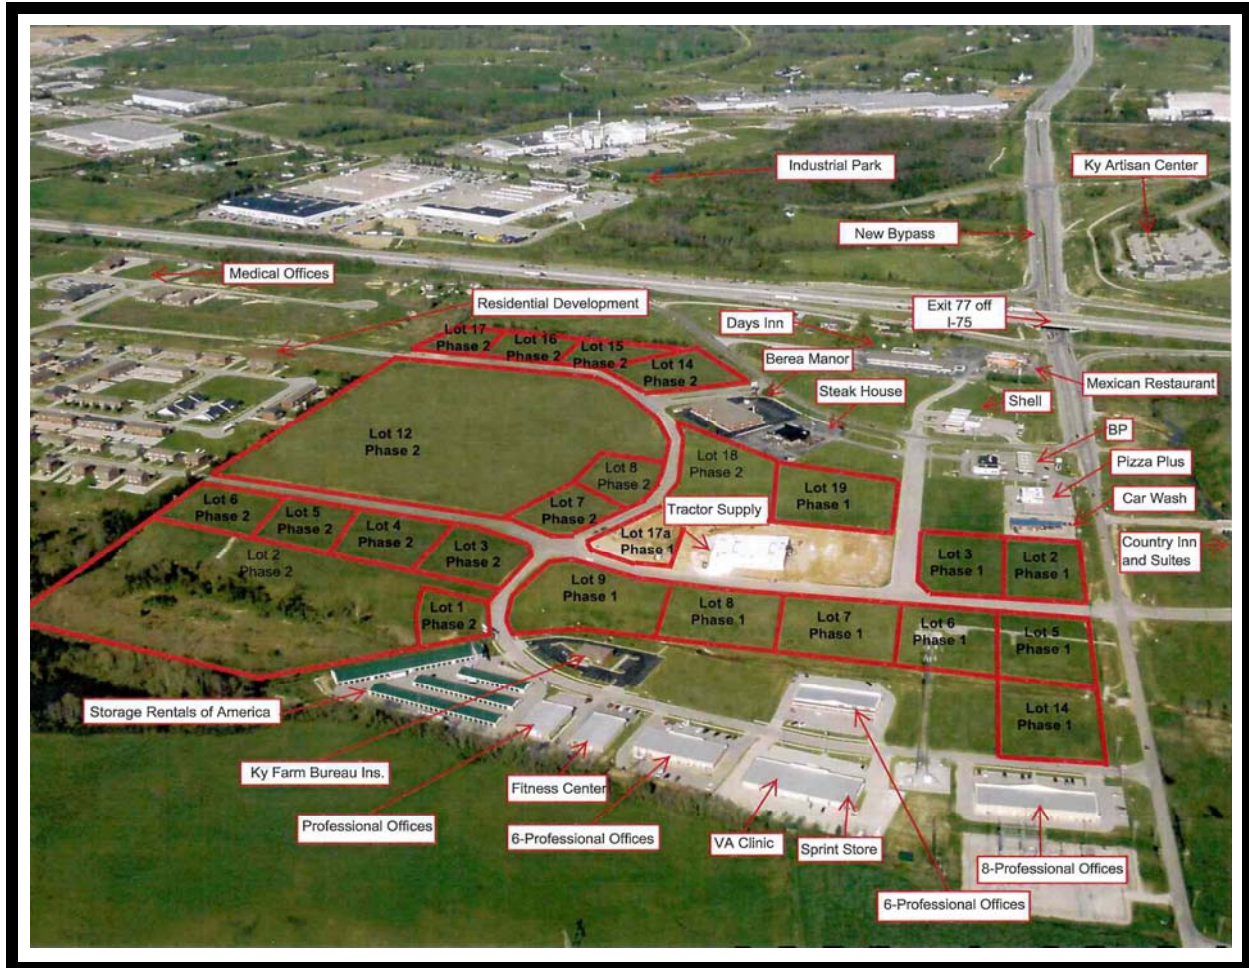 Industrial Park
Ky Artisan Center
New Bypass
Medical Offices
Exit 77 off
I-75
Residential Development
Days Inn
Lot 17
Phase 2
Lot 16
Phase 2
Lot 15
Phase 2
Lot 14
Phase 2
Berea Manor
Mexican Restaurant
Steak House
Shell
BP
Lot 12
Phase 2
Lot 18
Phase 2
Pizza Plus
Lot 8
Phase 2
Lot 19
Phase 1
Car Wash
Lot 6
Phase 2
Lot 5
Phase 2
Lot 7
Phase 2
Tractor Supply
Lot 4
Phase 2
Lot 17a
Phase 1
Country Inn
and Suites
Lot 3
Phase 2
Lot 2
Phase 2
Lot 3
Phase 1
Lot 2
Phase 1
Lot 9
Phase 1
Lot 1
Phase 2
Lot 8
Phase 1
Lot 7
Phase 1
Lot 6
Phase 1
Lot 5
Phase 1
Storage Rentals of America
Lot 14
Phase 1
Ky Farm Bureau Ins.
Fitness Center
Professional Offices
6-Professional Offices
VA Clinic
Sprint Store
8-Professional Offices
6-Professional Offices